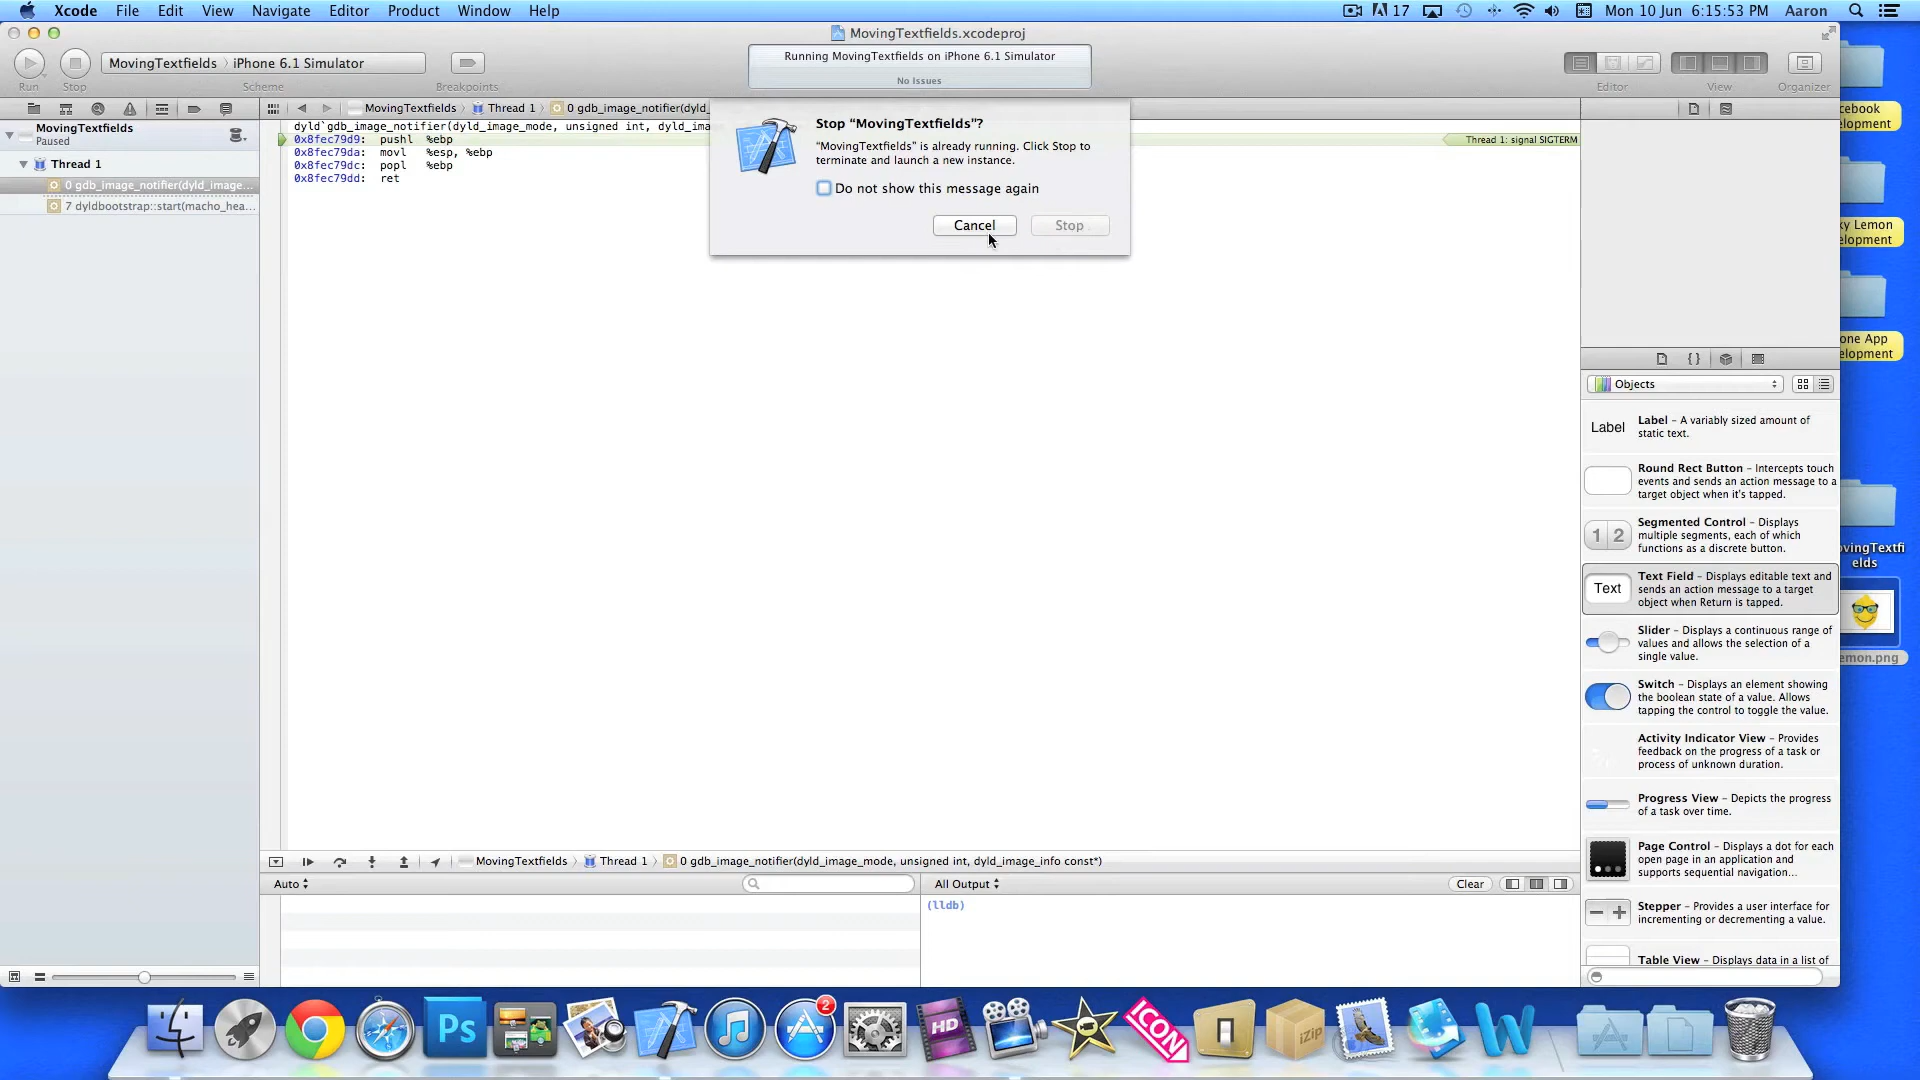 Xcode File Edit View Navigate Editor Product Window Help
17 Mon 10 Jun 6:15:53 PM Aaron
MovingTextfields.xcodeproj
MovingTextfields iPhone 6.1 Simulator
Running MovingTextfields on iPhone 6.1 Simulator
No Issues
Run Stop Scheme Breakpoints Editor View Organizer
MovingTextfields Thread 1 0 gdb_image_notifier(dyld_
MovingTextfields
Paused
Thread 1
0 gdb_image_notifier(dyld_image...
7 dyldbootstrap::start(macho_hea...
dyld`gdb_image_notifier(dyld_image_mode, unsigned int, dyld_ima
0x8fec79d9: pushl %ebp
0x8fec79da: movl %esp, %ebp
0x8fec79dc: popl %ebp
0x8fec79dd: ret
Thread 1: signal SIGTERM
Stop “MovingTextfields”?
“MovingTextfields” is already running. Click Stop to
terminate and launch a new instance.
Do not show this message again
Cancel Stop
Objects
Label
Label – A variably sized amount of
static text.
Round Rect Button – Intercepts touch
events and sends an action message to a
target object when it's tapped.
1 2
Segmented Control – Displays
multiple segments, each of which
functions as a discrete button.
Text
Text Field – Displays editable text and
sends an action message to a target
object when Return is tapped.
Slider – Displays a continuous range of
values and allows the selection of a
single value.
Switch – Displays an element showing
the boolean state of a value. Allows
tapping the control to toggle the value.
Activity Indicator View – Provides
feedback on the progress of a task or
process of unknown duration.
Progress View – Depicts the progress
of a task over time.
Page Control – Displays a dot for each
open page in an application and
supports sequential navigation...
Stepper – Provides a user interface for
incrementing or decrementing a value.
Table View – Displays data in a list of
cebook
elopment
ky Lemon
elopment
one App
elopment
ovingTextfi
elds
emon.png
MovingTextfields Thread 1 0 gdb_image_notifier(dyld_image_mode, unsigned int, dyld_image_info const*)
Auto
All Output
Clear
(lldb)
Ps
2
HD
ICON
iZIP
W